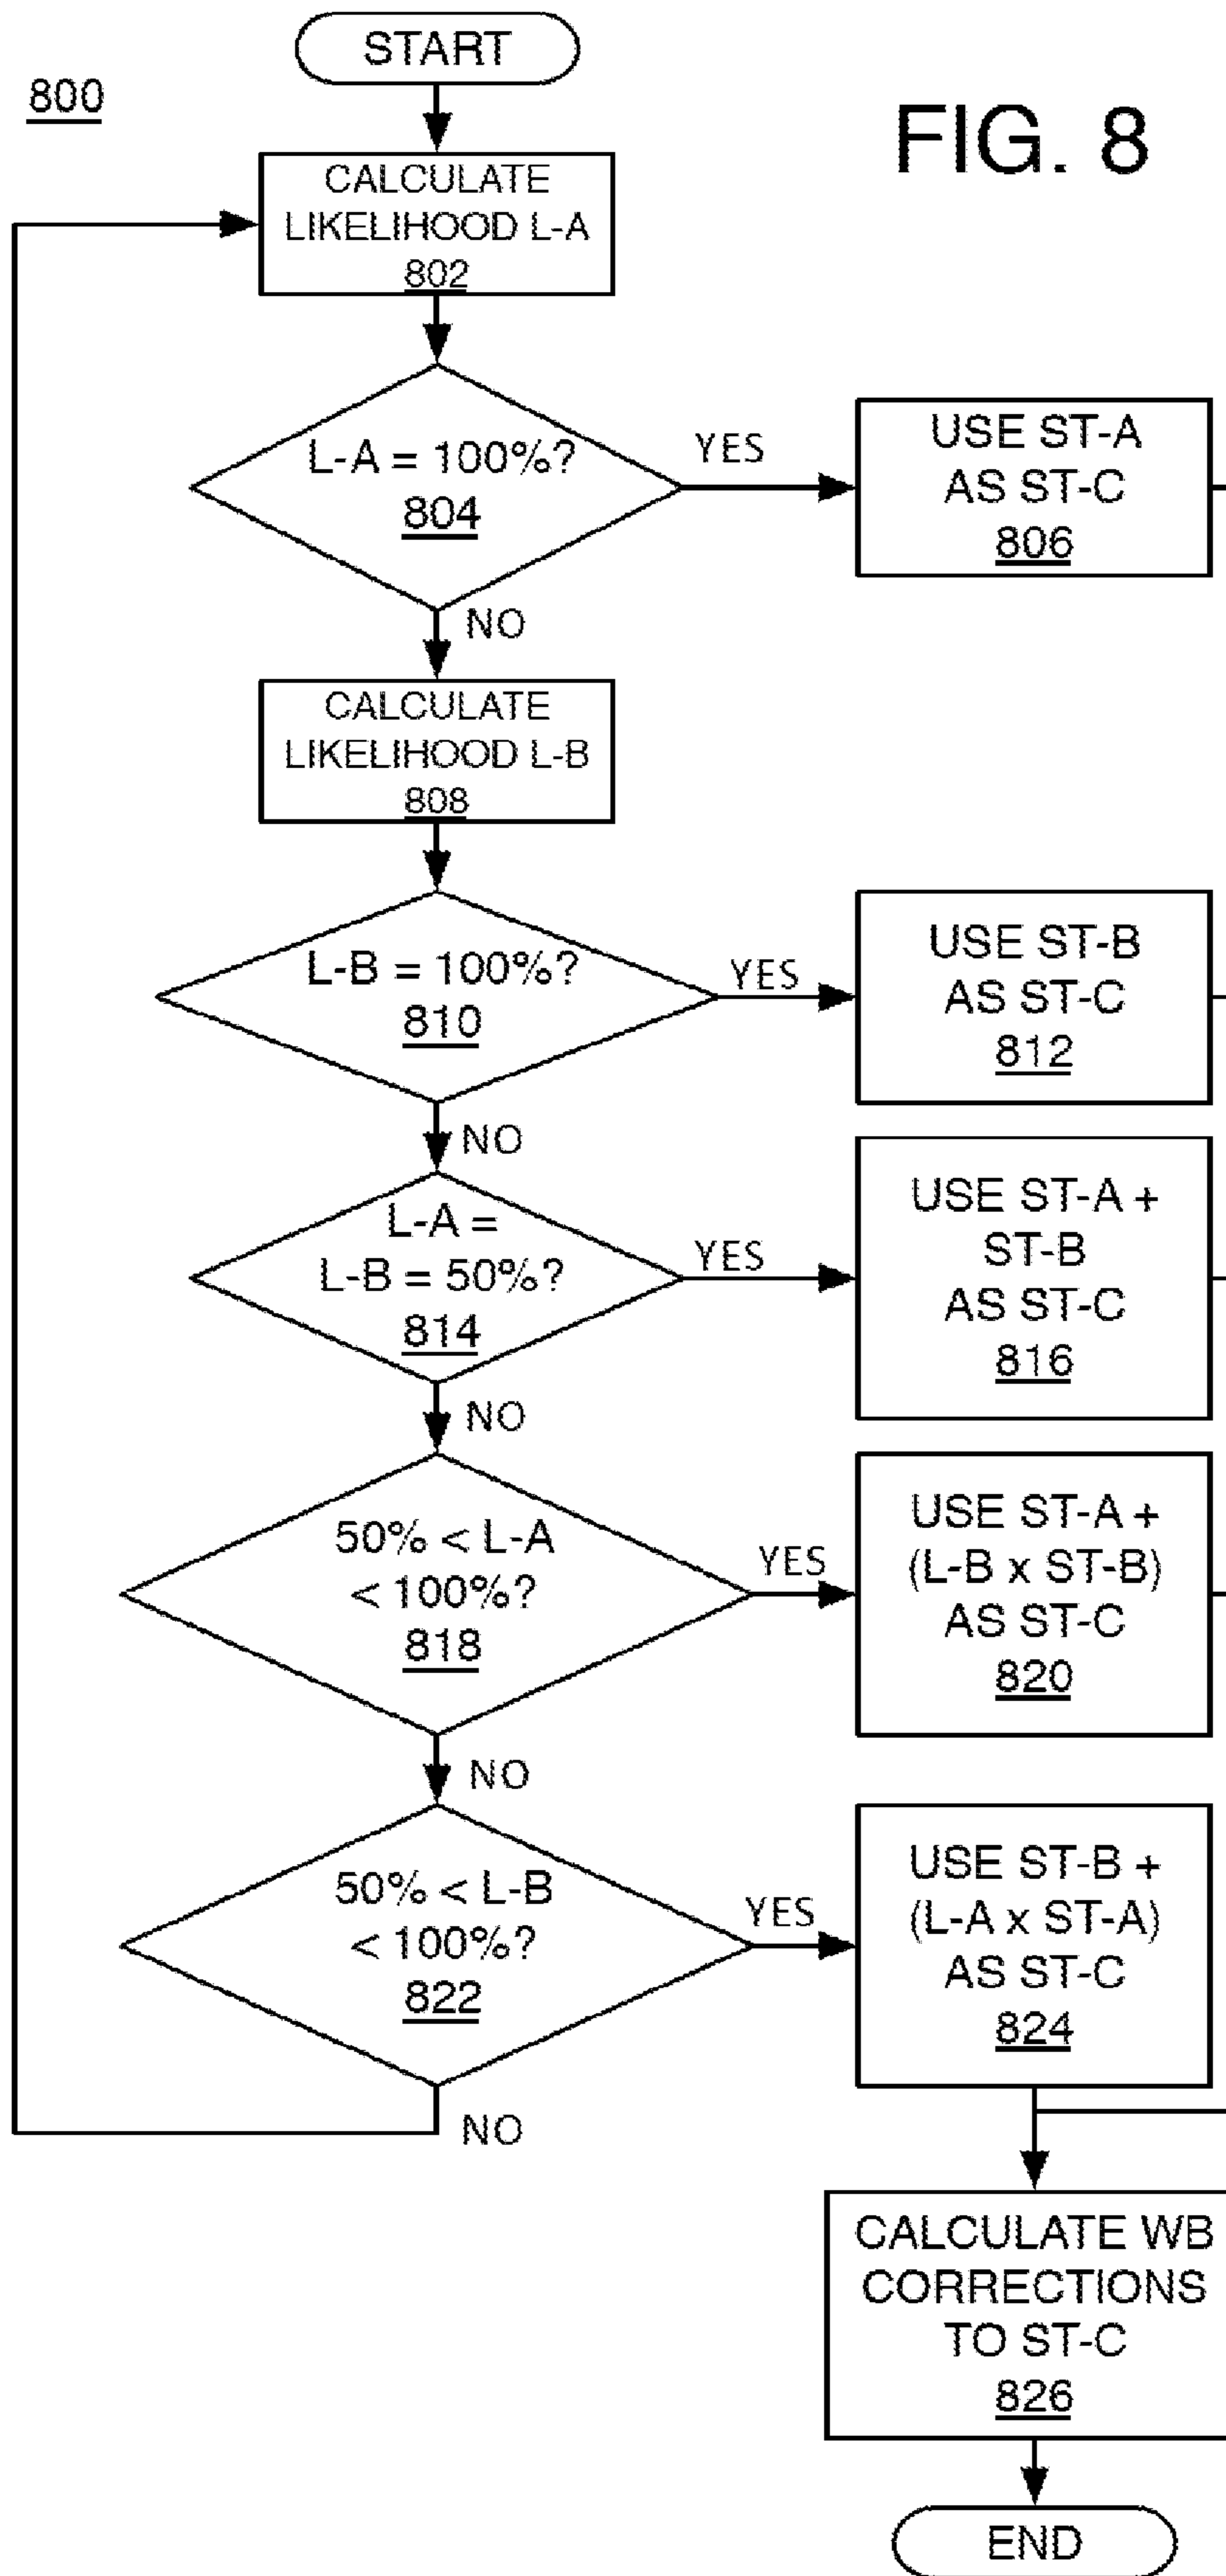 START
800
FIG. 8
CALCULATE
LIKELIHOOD L-A
802
L-A = 100%?
804
YES
USE ST-A
AS ST-C
806
NO
CALCULATE
LIKELIHOOD L-B
808
L-B = 100%?
810
YES
USE ST-B
AS ST-C
812
NO
L-A =
L-B = 50%?
814
YES
USE ST-A +
ST-B
AS ST-C
816
NO
50% < L-A
< 100%?
818
YES
USE ST-A +
(L-B x ST-B)
AS ST-C
820
NO
50% < L-B
< 100%?
822
YES
USE ST-B +
(L-A x ST-A)
AS ST-C
824
NO
CALCULATE WB
CORRECTIONS
TO ST-C
826
END